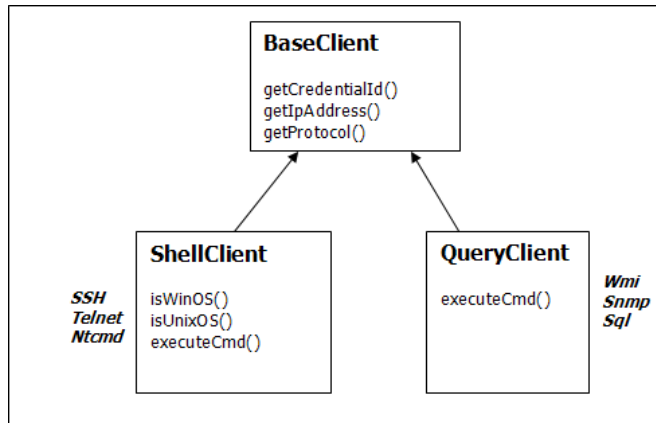 BaseClient
getCredentialId()
getIpAddress()
getProtocol()
ShellClient
isWinOS()
isUnixOS()
executeCmd()
SSH
Telnet
Ntcmd
QueryClient
executeCmd()
Wmi
Snmp
Sql